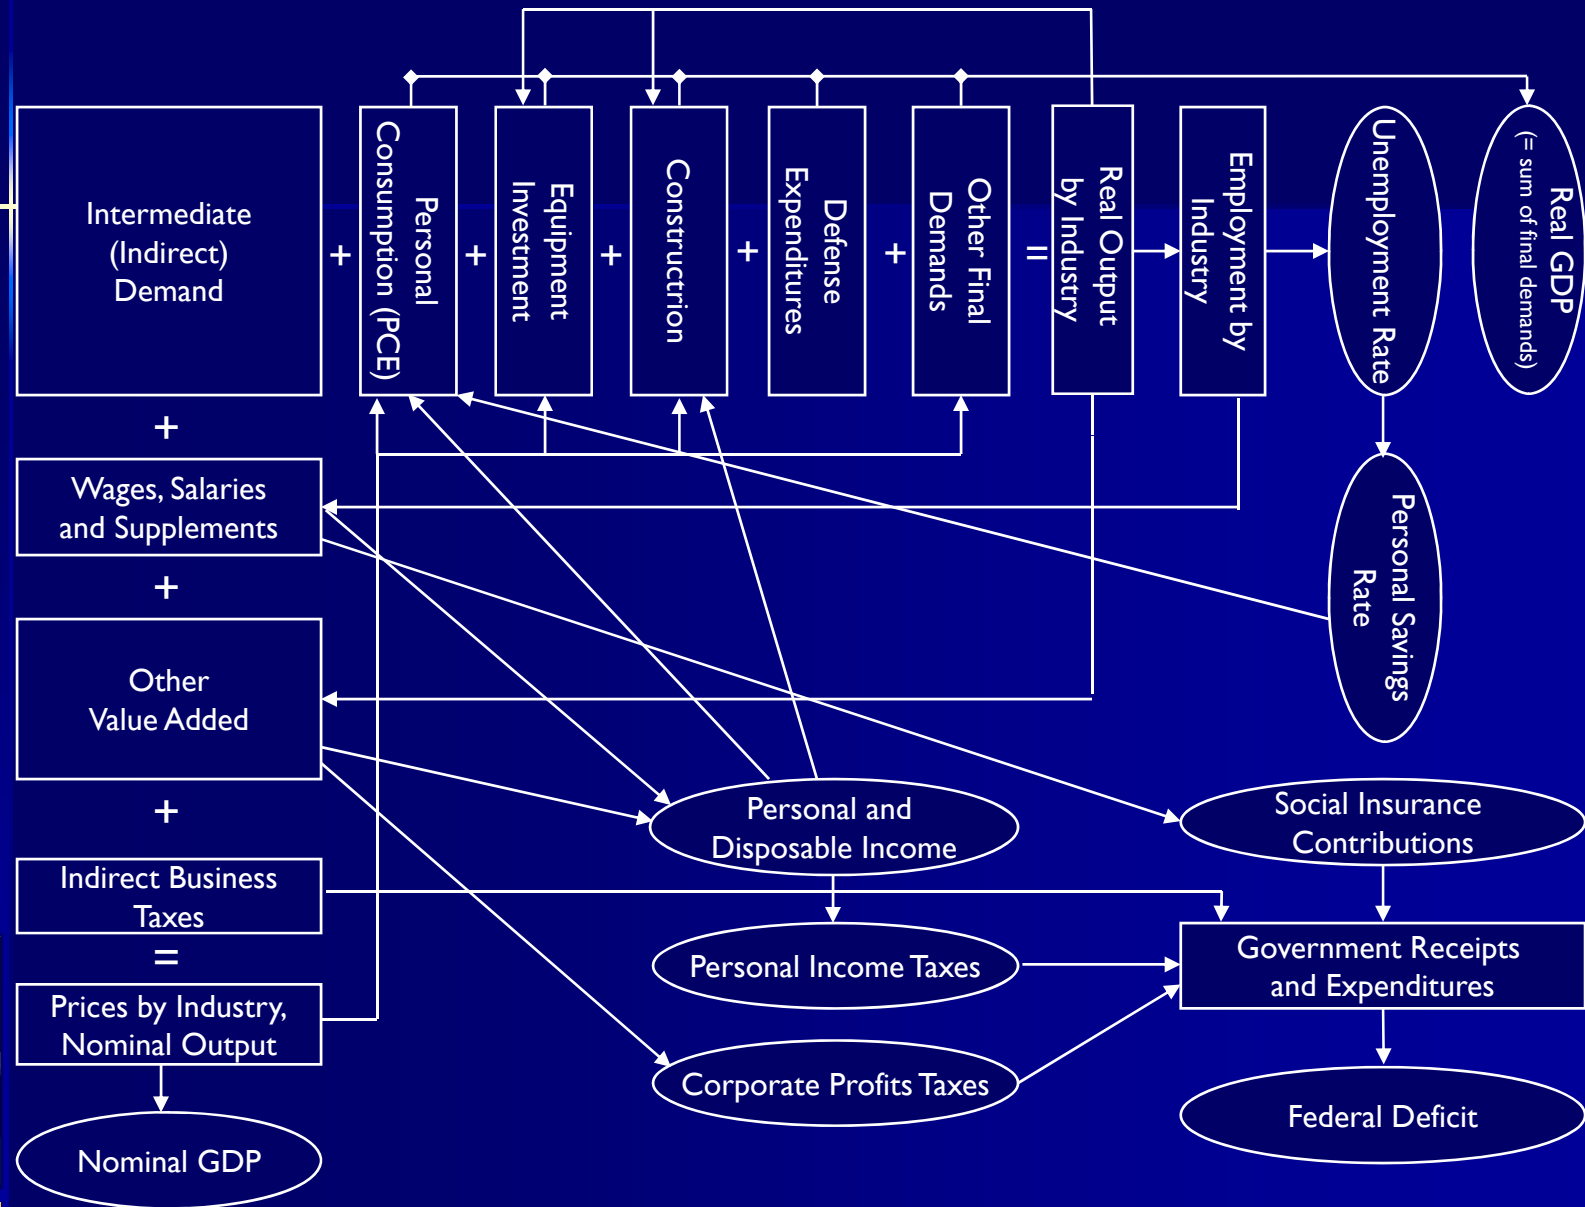 Intermediate
(Indirect)
Demand
+
Personal
Consumption (PCE)
+
Equipment
Investment
+
Constructrion
+
Defense
Expenditures
+
Other Final
Demands
=
Real Output
by Industry
Employment by
Industry
Unemployment Rate
Real GDP
(= sum of final demands)
+
Wages, Salaries
and Supplements
+
Other
Value Added
+
Indirect Business
Taxes
=
Prices by Industry,
Nominal Output
Nominal GDP
Personal Savings
Rate
Personal and
Disposable Income
Social Insurance
Contributions
Personal Income Taxes
Government Receipts
and Expenditures
Corporate Profits Taxes
Federal Deficit